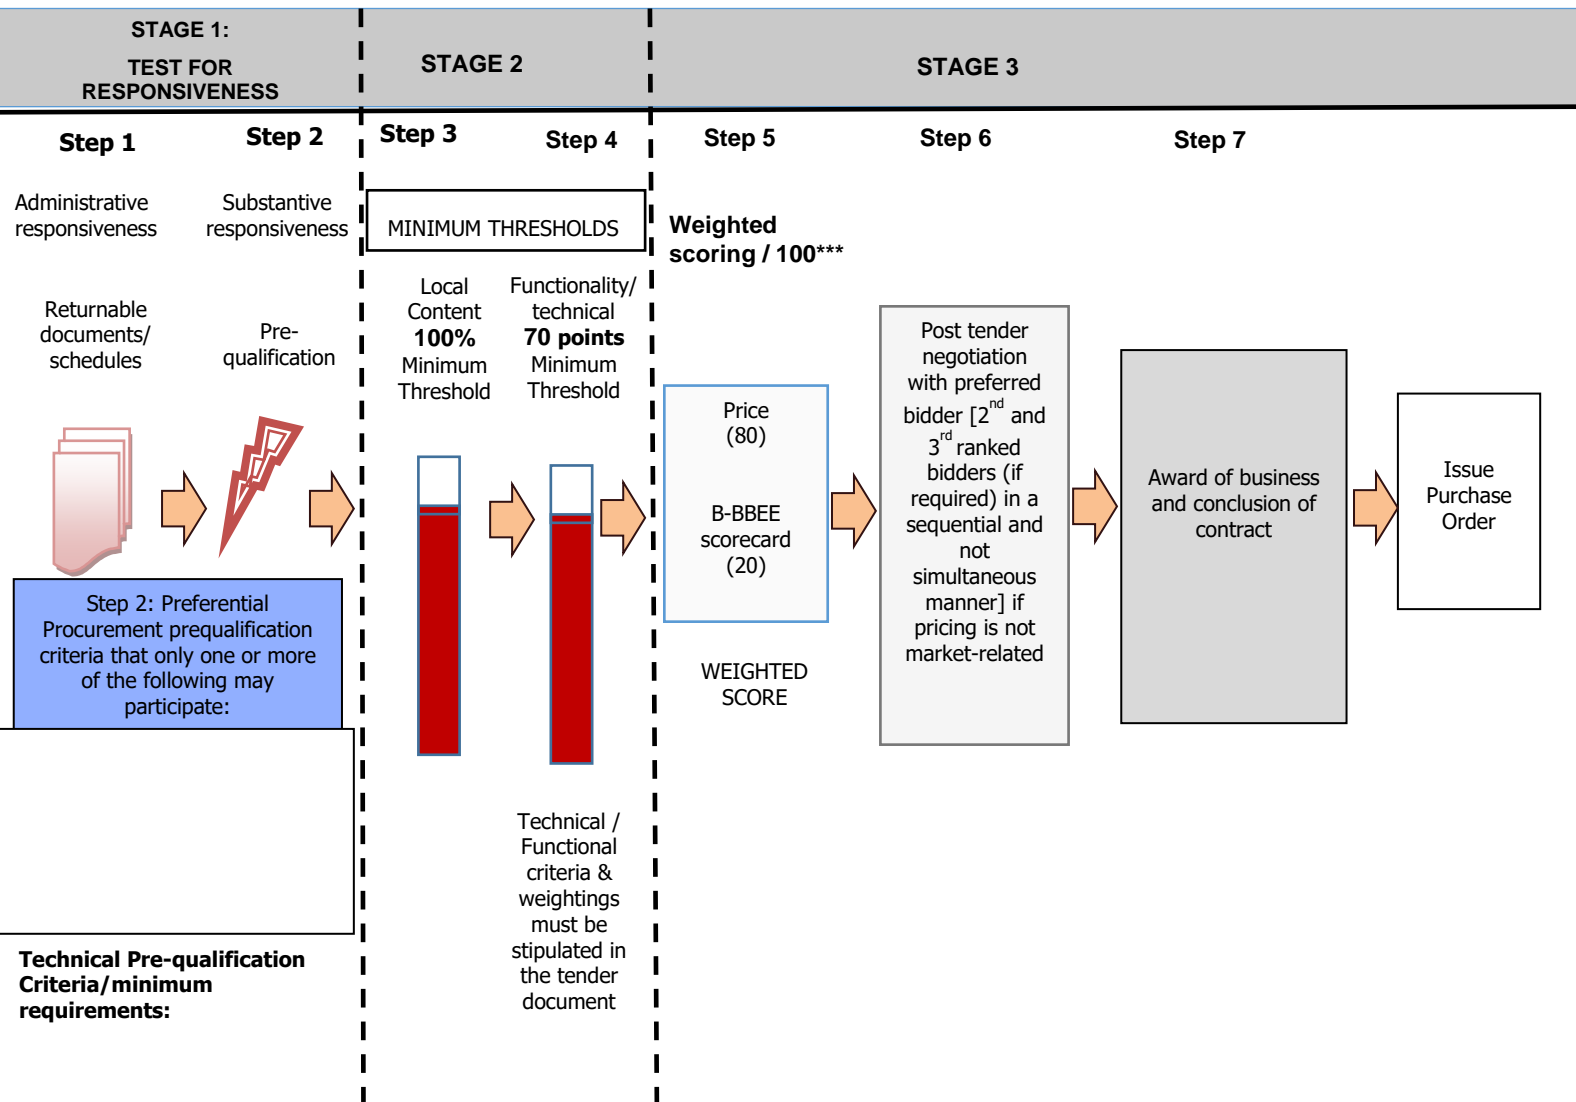 STAGE 1:
TEST FOR
RESPONSIVENESS
STAGE 2
STAGE 3
Step 1
Step 2
Step 3
Step 4
Step 5
Step 6
Step 7
Administrative
responsiveness
Substantive
responsiveness
MINIMUM THRESHOLDS
Weighted
scoring / 100***
Returnable
documents/
schedules
Pre-
qualification
Local
Content
100%
Minimum
Threshold
Functionality/
technical
70 points
Minimum
Threshold
Price
(80)
B-BBEE
scorecard
(20)
WEIGHTED
SCORE
Post tender
negotiation
with preferred
bidder [2nd and
3rd ranked
bidders (if
required) in a
sequential and
not
simultaneous
manner] if
pricing is not
market-related
Award of business
and conclusion of
contract
Issue
Purchase
Order
Step 2: Preferential
Procurement prequalification
criteria that only one or more
of the following may
participate:
Technical /
Functional
criteria &
weightings
must be
stipulated in
the tender
document
Technical Pre-qualification
Criteria/minimum
requirements: